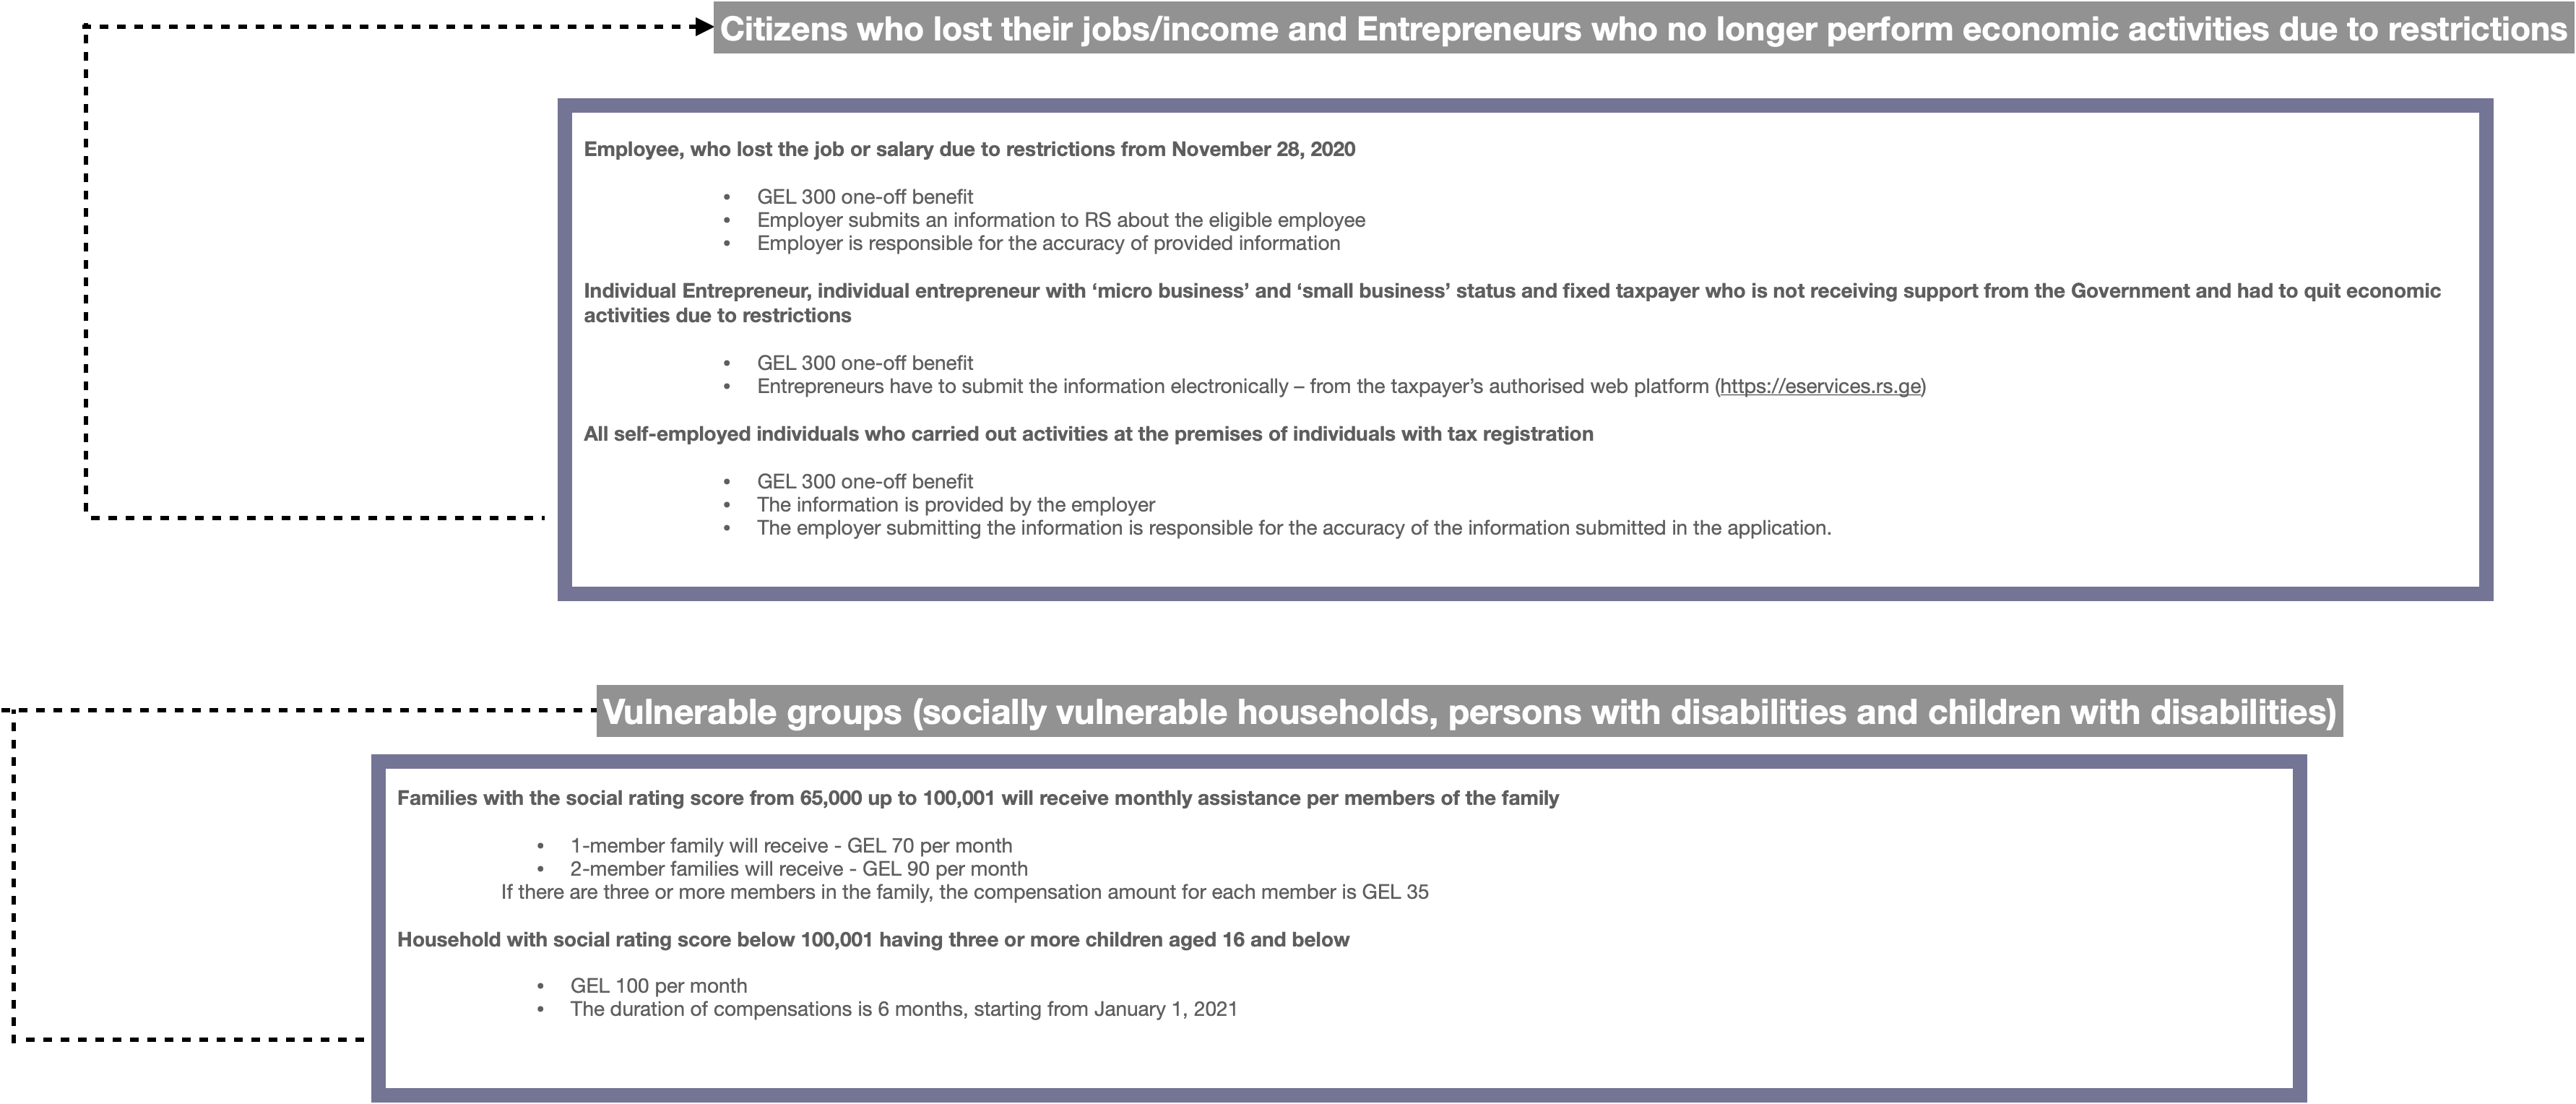 Citizens who lost their jobs/income and Entrepreneurs who no longer perform economic activities due to restrictions
Employee, who lost the job or salary due to restrictions from November 28, 2020
• GEL 300 one-off benefit
• Employer submits an information to RS about the eligible employee
• Employer is responsible for the accuracy of provided information
Individual Entrepreneur, individual entrepreneur with ‘micro business’ and ‘small business’ status and fixed taxpayer who is not receiving support from the Government and had to quit economic
activities due to restrictions
• GEL 300 one-off benefit
• Entrepreneurs have to submit the information electronically – from the taxpayer’s authorised web platform (https://eservices.rs.ge)
All self-employed individuals who carried out activities at the premises of individuals with tax registration
• GEL 300 one-off benefit
• The information is provided by the employer
• The employer submitting the information is responsible for the accuracy of the information submitted in the application.
Vulnerable groups (socially vulnerable households, persons with disabilities and children with disabilities)
Families with the social rating score from 65,000 up to 100,001 will receive monthly assistance per members of the family
• 1-member family will receive - GEL 70 per month
• 2-member families will receive - GEL 90 per month
If there are three or more members in the family, the compensation amount for each member is GEL 35
Household with social rating score below 100,001 having three or more children aged 16 and below
• GEL 100 per month
• The duration of compensations is 6 months, starting from January 1, 2021